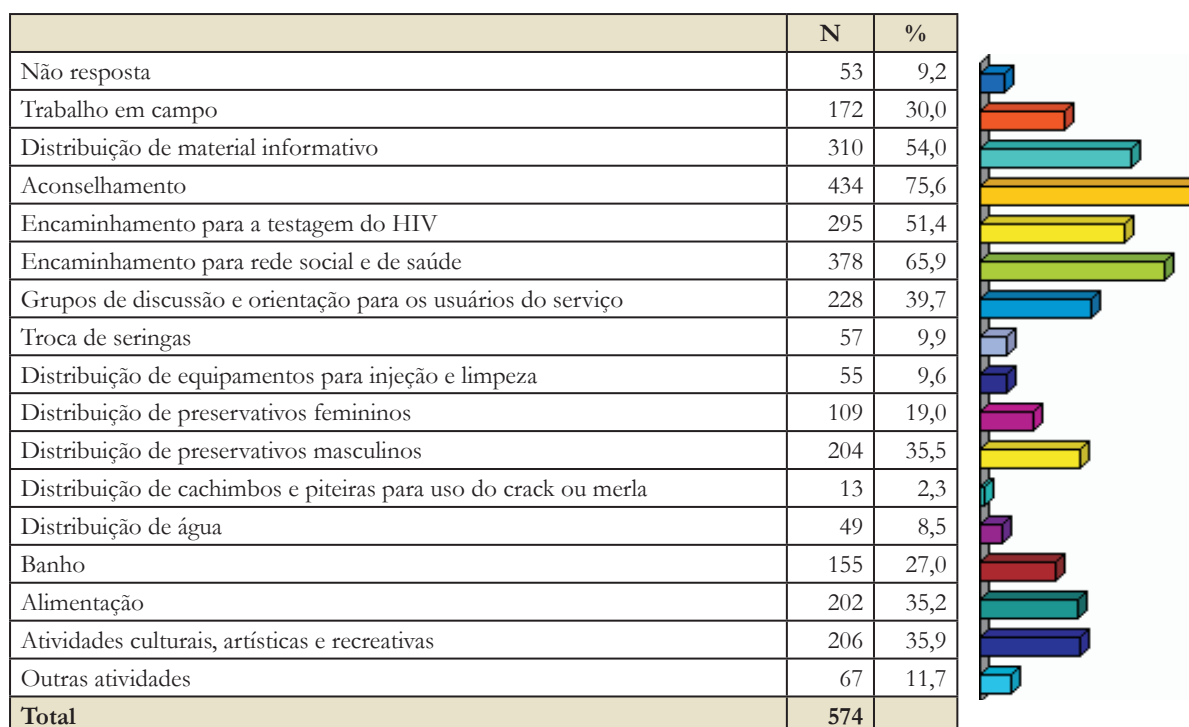 N %
Não resposta 53 9,2
Trabalho em campo 172 30,0
Distribuição de material informativo 310 54,0
Aconselhamento 434 75,6
Encaminhamento para a testagem do HIV 295 51,4
Encaminhamento para rede social e de saúde 378 65,9
Grupos de discussão e orientação para os usuários do serviço 228 39,7
Troca de seringas 57 9,9
Distribuição de equipamentos para injeção e limpeza 55 9,6
Distribuição de preservativos femininos 109 19,0
Distribuição de preservativos masculinos 204 35,5
Distribuição de cachimbos e piteiras para uso do crack ou merla 13 2,3
Distribuição de água 49 8,5
Banho 155 27,0
Alimentação 202 35,2
Atividades culturais, artísticas e recreativas 206 35,9
Outras atividades 67 11,7
Total 574